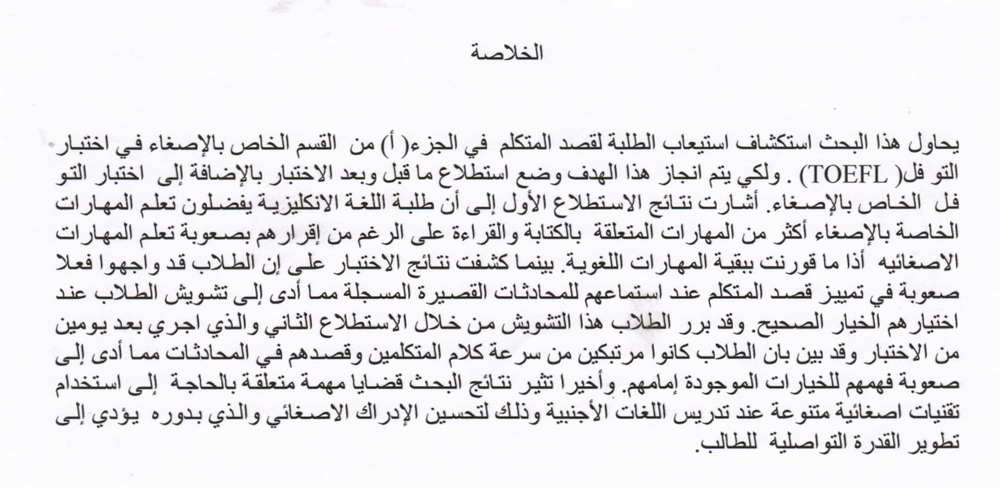 الخلاصة
يحاول هذا البحث استكشاف استيعاب الطلبة لقصد المتكلم في الجزء( أ) من القسم الخاص بالإصغاء في اختبار
التو فل( TOEFL) . ولكي يتم انجاز هذا الهدف وضع استطلاع ما قبل وبعد الاختبار بالإضافة إلى اختبار التو
فل الخاص بالإصغاء. أشارت نتائج الاستطلاع الأول إلى أن طلبة اللغة الانكليزية يفضلون تعلم المهارات
الخاصة بالإصغاء أكثر من المهارات المتعلقة بالكتابة والقراءة على الرغم من إقرارهم بصعوبة تعلم المهارات
الاصغائيه أذا ما قورنت ببقية المهارات اللغوية. بينما كشفت نتائج الاختبار على إن الطلاب قد واجهوا فعلا
صعوبة في تمييز قصد المتكلم عند استماعهم للمحادثات القصيرة المسجلة مما أدى إلى تشويش الطلاب عند
اختيارهم الخيار الصحيح. وقد برر الطلاب هذا التشويش من خلال الاستطلاع الثاني والذي اجري بعد يومين
من الاختبار وقد بين بان الطلاب كانوا مرتبكين من سرعة كلام المتكلمين وقصدهم في المحادثات مما أدى إلى
صعوبة فهمهم للخيارات الموجودة إمامهم. وأخيرا تثير نتائج البحث قضايا مهمة متعلقة بالحاجة إلى استخدام
تقنيات اصغائية متنوعة عند تدريس اللغات الأجنبية وذلك لتحسين الإدراك الاصغائي والذي بدوره يؤدي إلى
تطوير القدرة التواصلية للطالب.